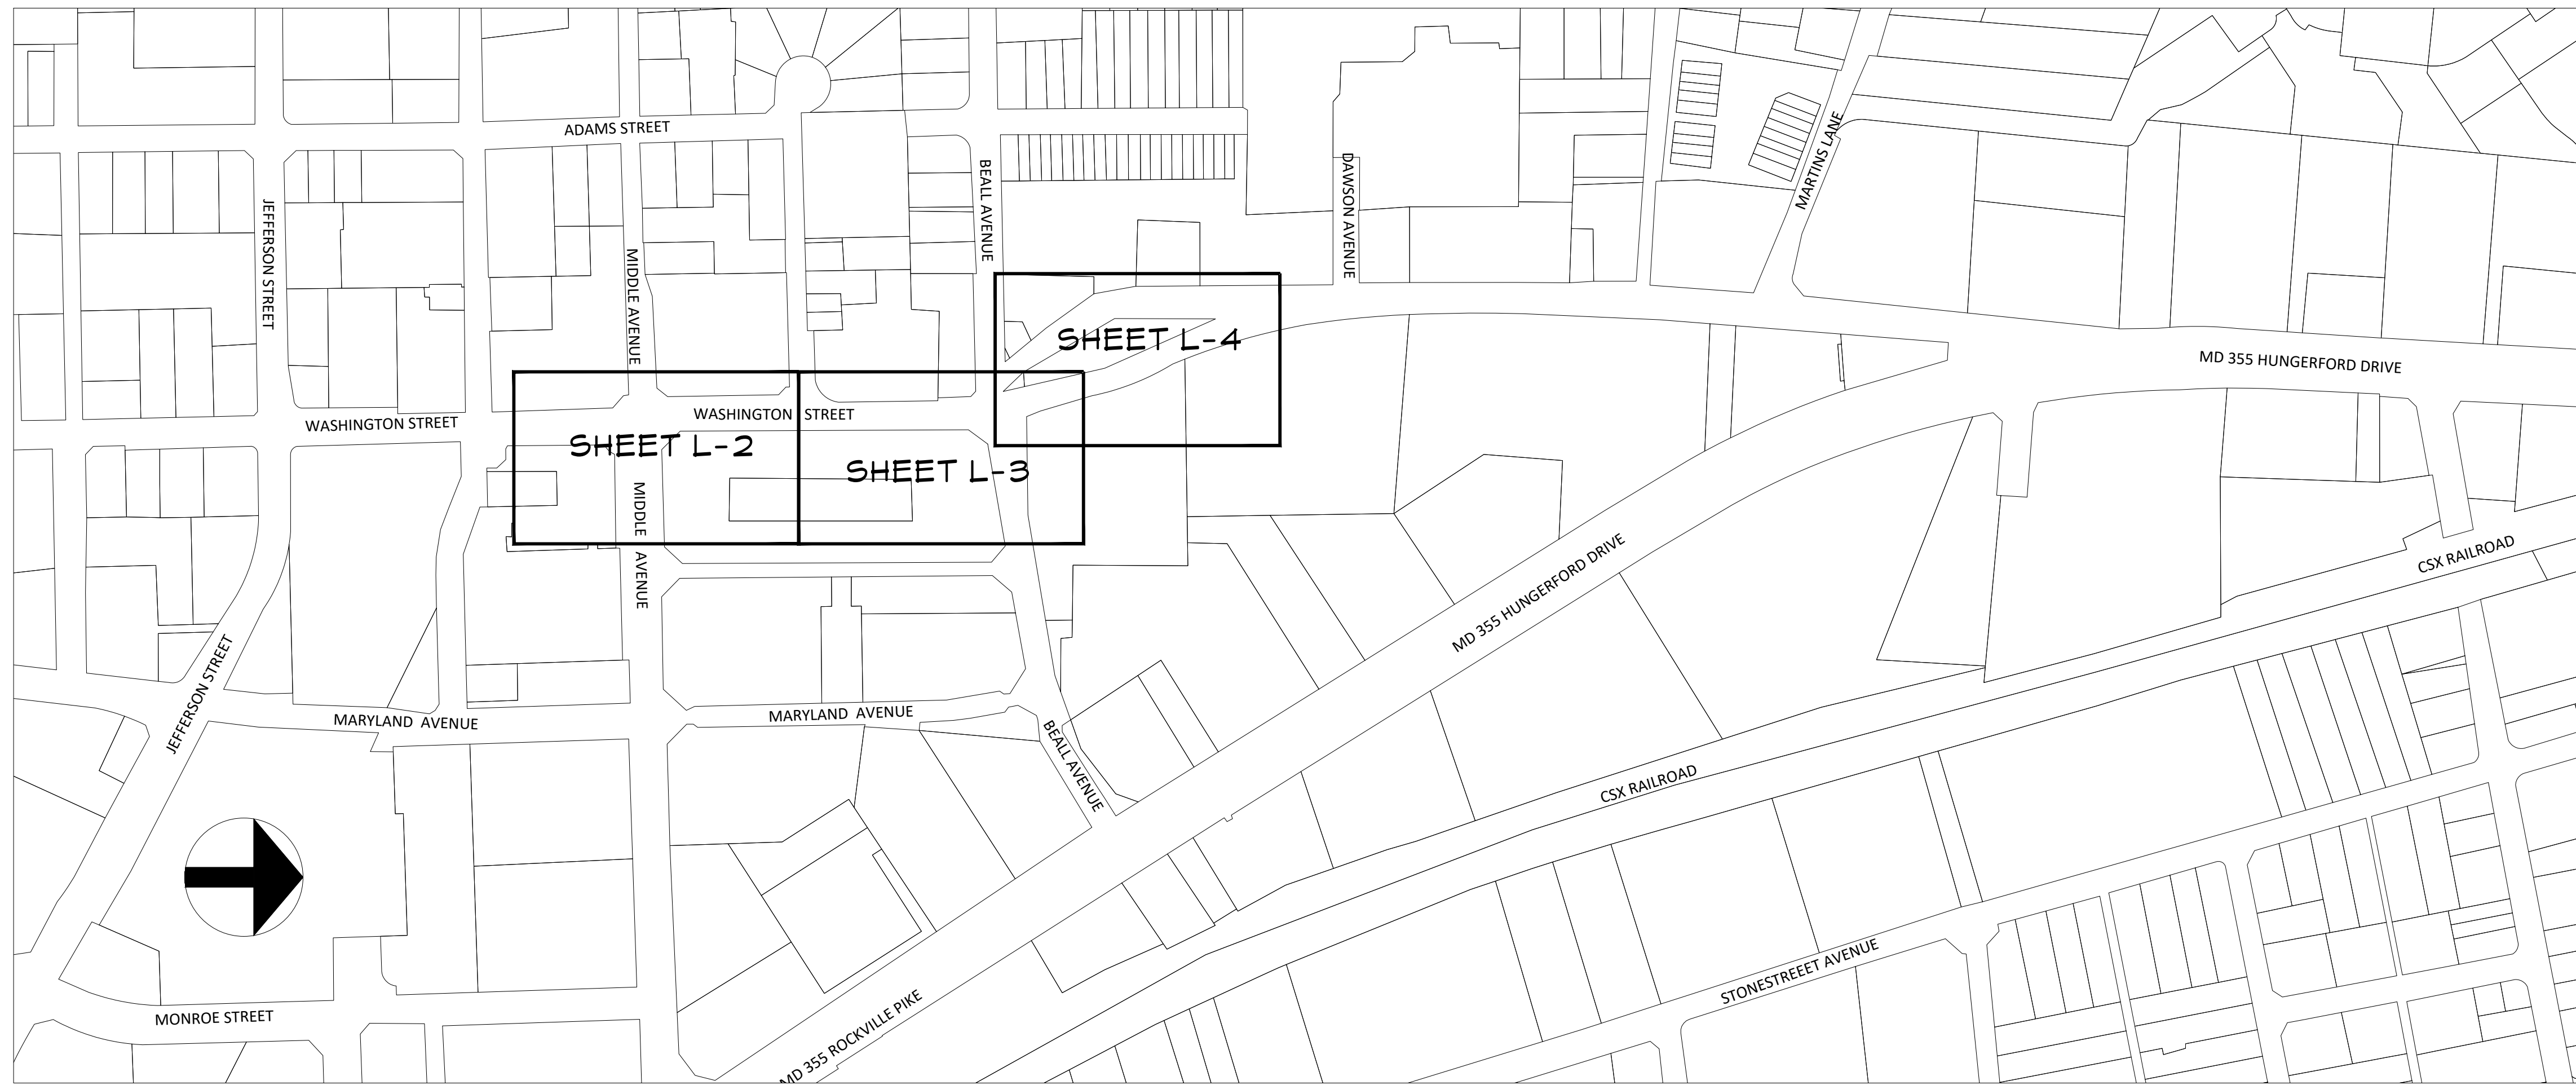 ADAMS STREET
JEFFERSON STREET
MIDDLE AVENUE
BEALL AVENUE
DAWSON AVENUE
MARTINS LANE
SHEET L-4
MD 355 HUNGERFORD DRIVE
WASHINGTON STREET
WASHINGTON STREET
SHEET L-2
SHEET L-3
MIDDLE AVENUE
MD 355 HUNGERFORD DRIVE
CSX RAILROAD
JEFFERSON STREET
MARYLAND AVENUE
MARYLAND AVENUE
BEALL AVENUE
CSX RAILROAD
STONESTREEET AVENUE
MONROE STREET
MD 355 ROCKVILLE PIKE